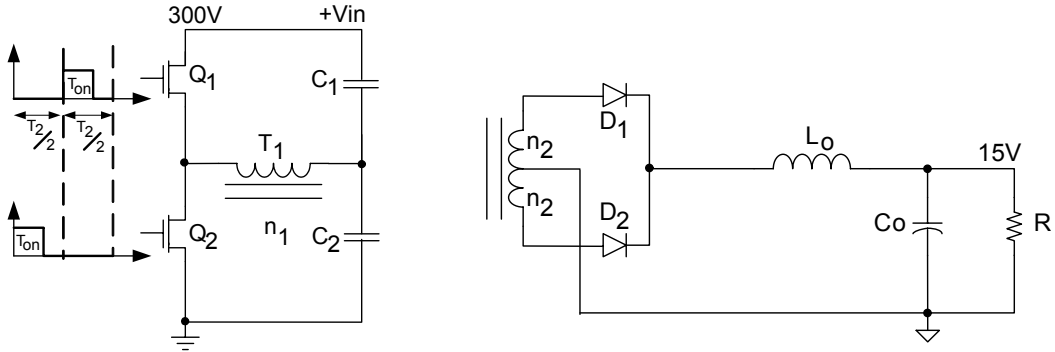 300V
+Vin
Q1
Ton
C1
T2/2
T2/2
T1
n1
Ton
Q2
C2
D1
n2
n2
D2
Lo
15V
Co
R